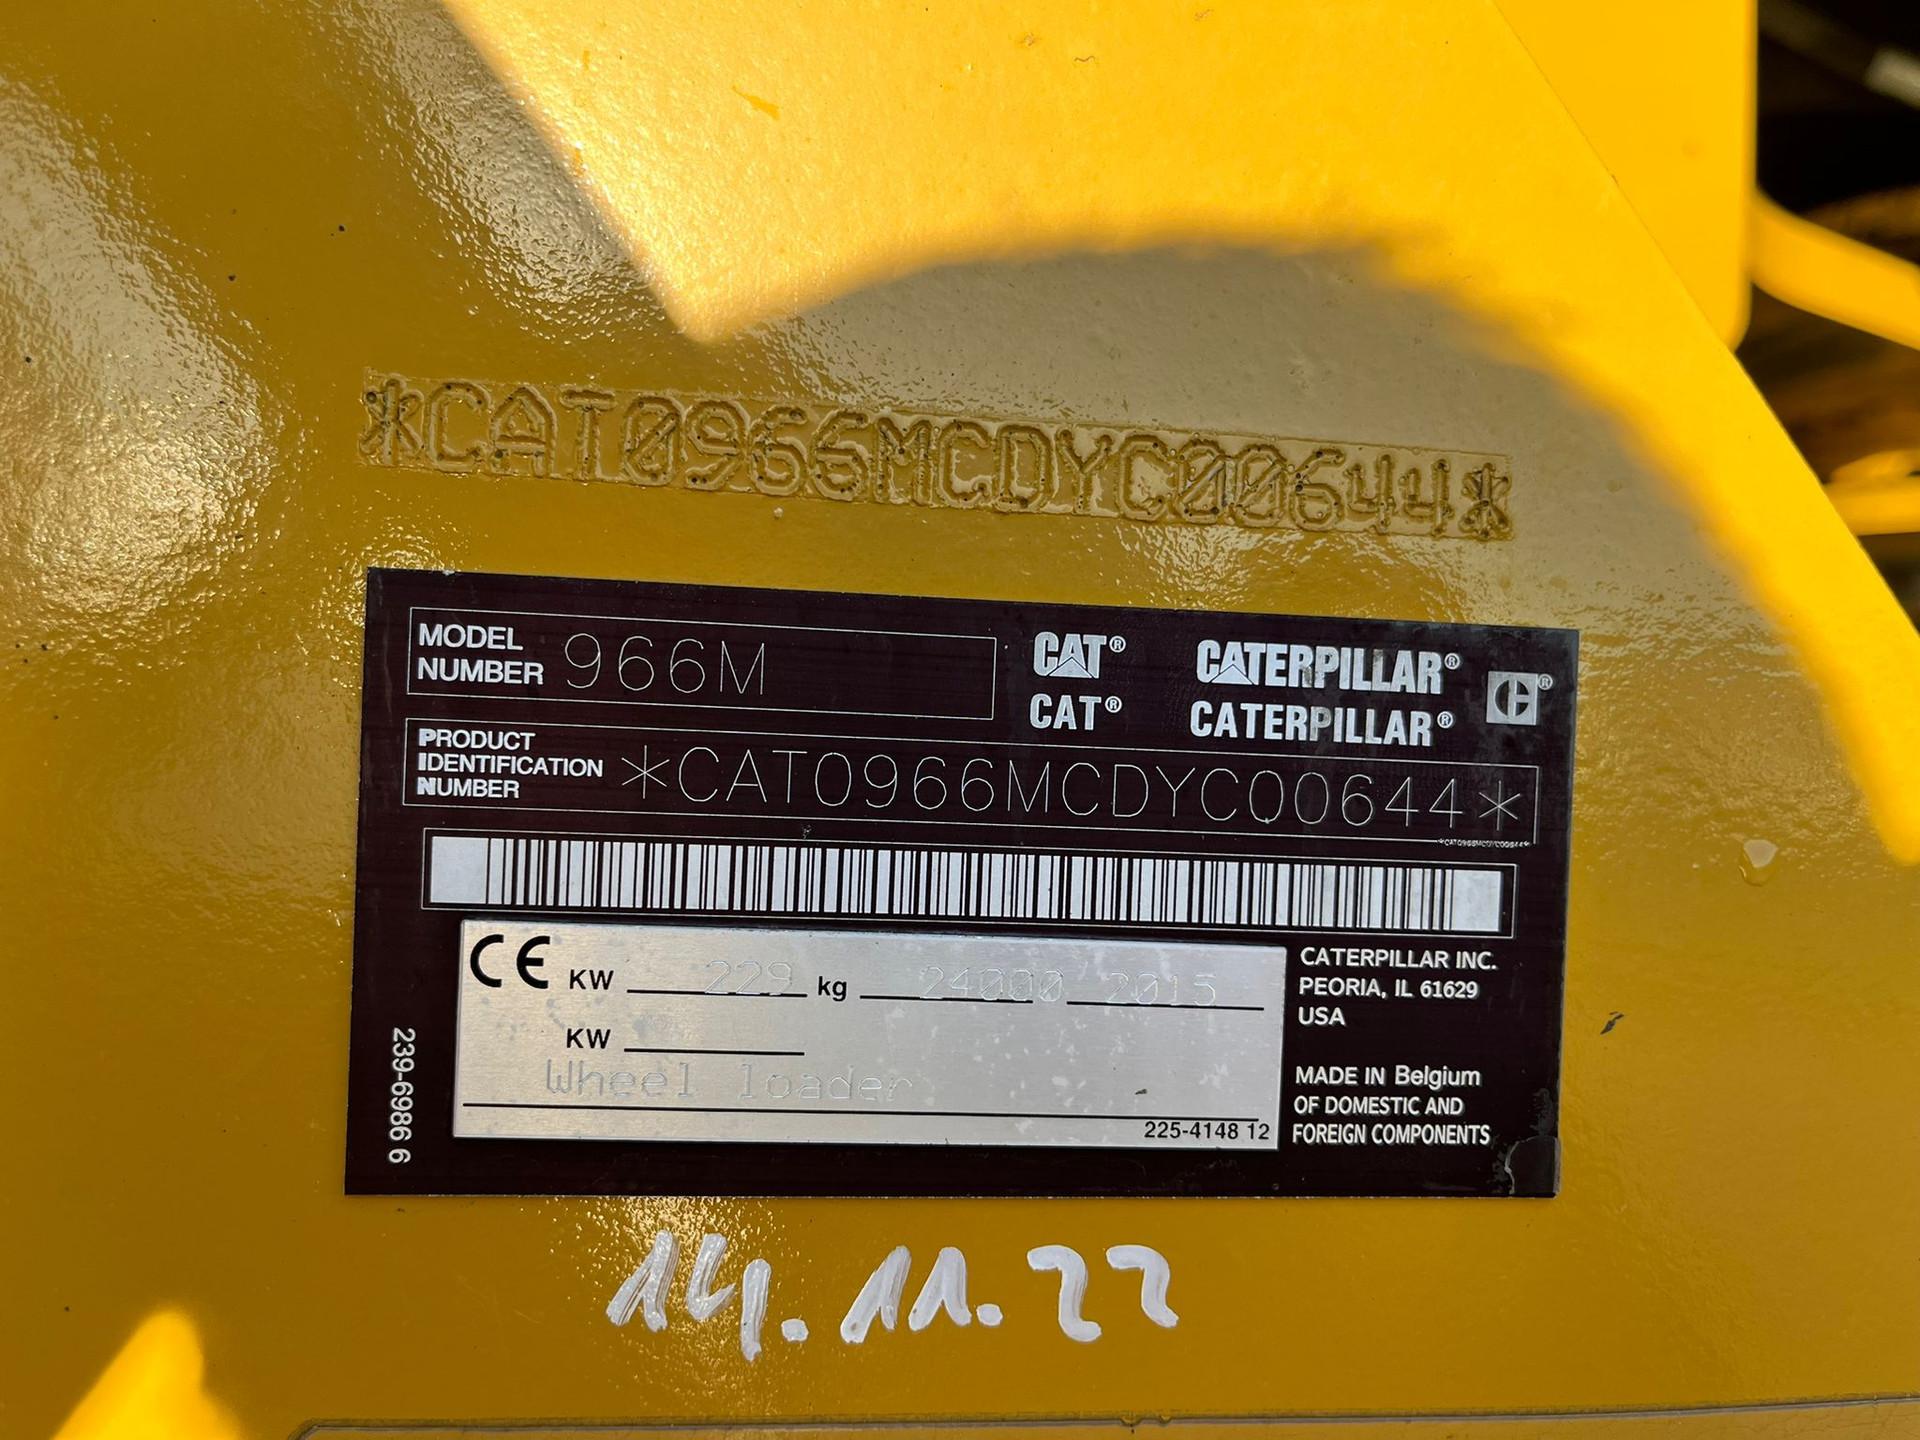 *CAT0966MCDYC00644*
MODEL NUMBER 966M
CAT® CATERPILLAR®
CAT® CATERPILLAR®
PRODUCT IDENTIFICATION NUMBER *CAT0966MCDYC00644*
*CAT0966MCDYC00644*
CE KW 229 kg 24000 2015
KW
Wheel loader
225-4148 12
CATERPILLAR INC.
PEORIA, IL 61629
USA
MADE IN Belgium
OF DOMESTIC AND
FOREIGN COMPONENTS
239-6986 6
14.11.22